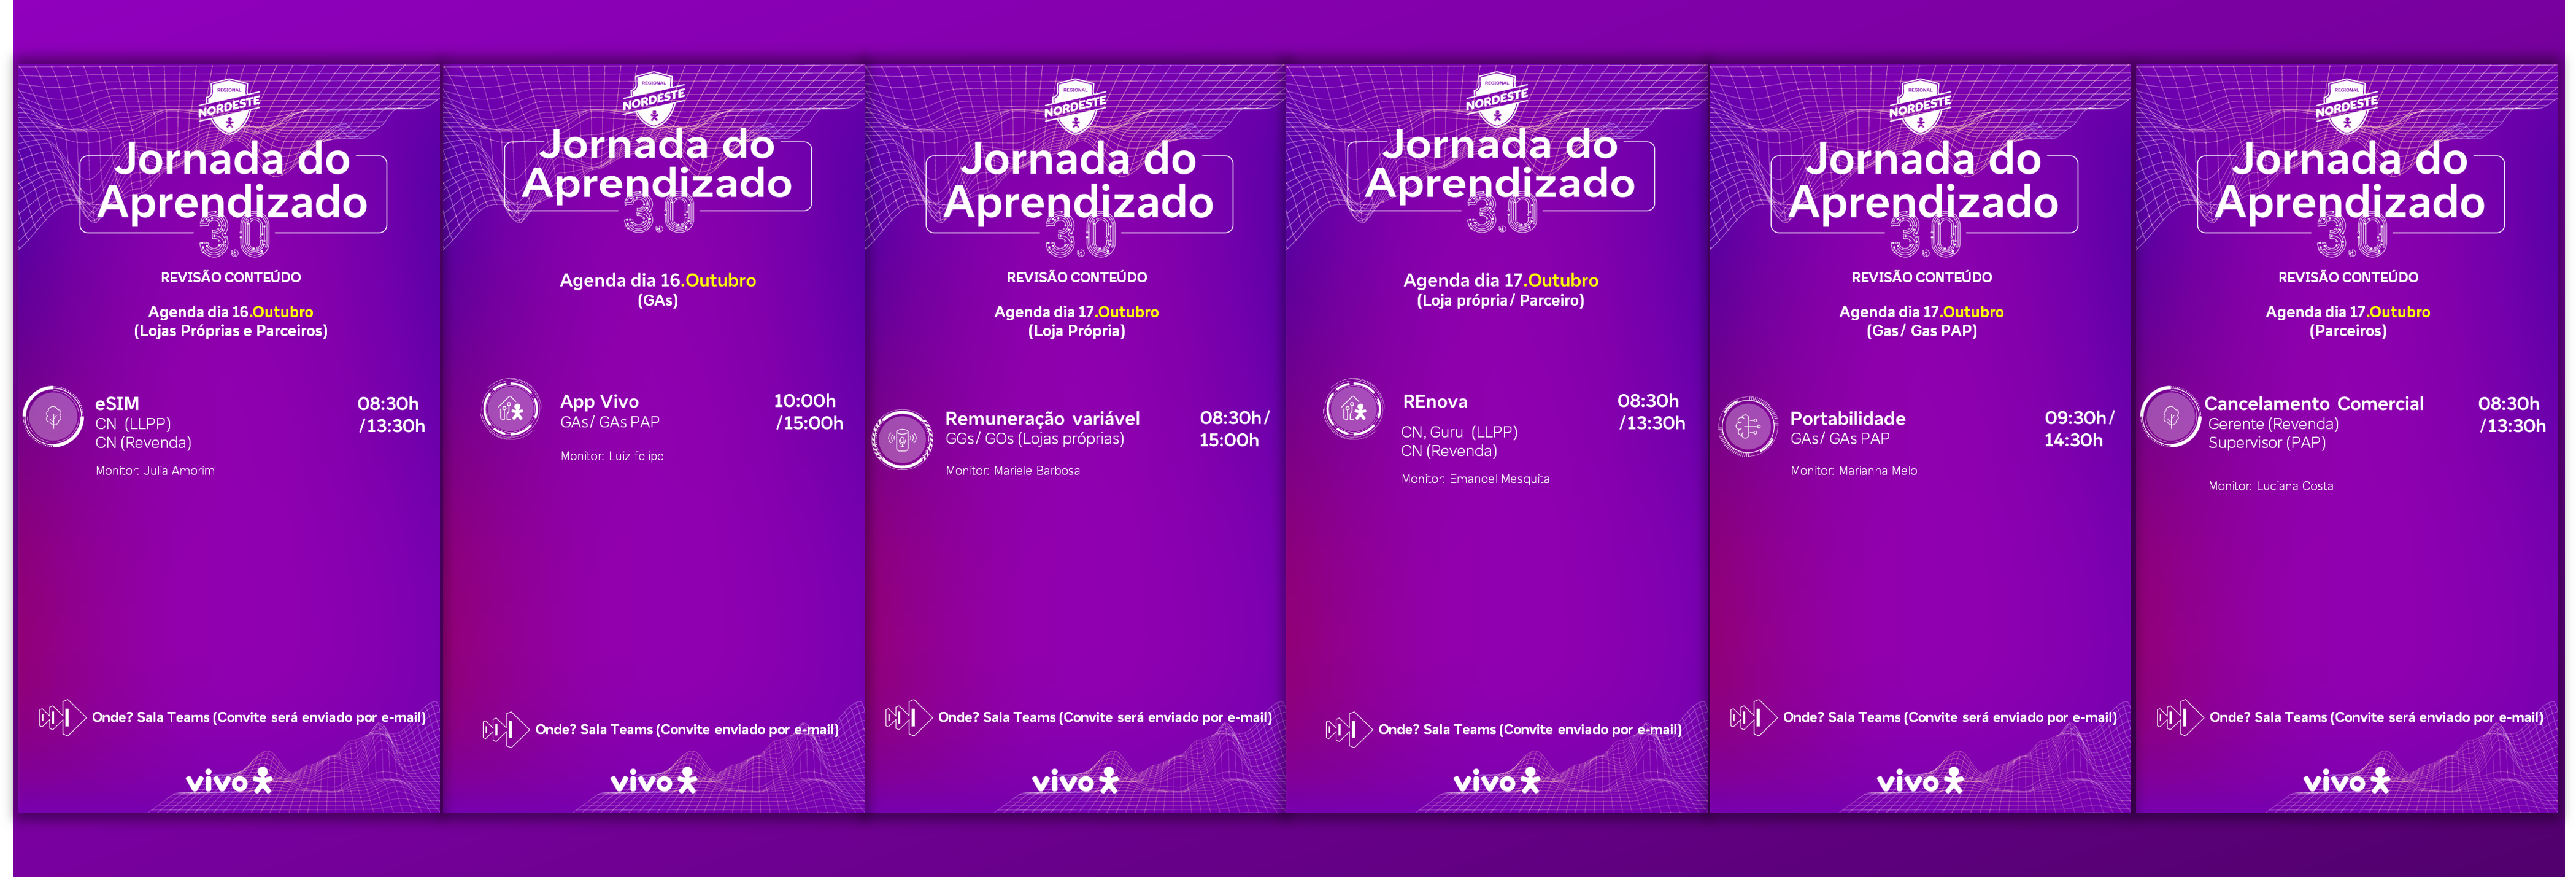 REGIONAL
NORDESTE
Jornada do
Aprendizado
3.0
REVISÃO CONTEÚDO
Agenda dia 16.Outubro
(Lojas Próprias e Parceiros)
eSIM
CN (LLPP)
CN (Revenda)
Monitor: Julia Amorim
08:30h
/13:30h
Onde? Sala Teams (Convite será enviado por e-mail)
vivo
REGIONAL
NORDESTE
Jornada do
Aprendizado
3.0
Agenda dia 16.Outubro
(GAs)
App Vivo
GAs/ GAs PAP
Monitor: Luiz felipe
10:00h
/15:00h
Onde? Sala Teams (Convite enviado por e-mail)
vivo
REGIONAL
NORDESTE
Jornada do
Aprendizado
3.0
REVISÃO CONTEÚDO
Agenda dia 17.Outubro
(Loja Própria)
Remuneração variável
GGs/ GOs (Lojas próprias)
Monitor: Mariele Barbosa
08:30h/
15:00h
Onde? Sala Teams (Convite será enviado por e-mail)
vivo
REGIONAL
NORDESTE
Jornada do
Aprendizado
3.0
Agenda dia 17.Outubro
(Loja própria/ Parceiro)
REnova
CN, Guru (LLPP)
CN (Revenda)
Monitor: Emanoel Mesquita
08:30h
/13:30h
Onde? Sala Teams (Convite enviado por e-mail)
vivo
REGIONAL
NORDESTE
Jornada do
Aprendizado
3.0
REVISÃO CONTEÚDO
Agenda dia 17.Outubro
(Gas/ Gas PAP)
Portabilidade
GAs/ GAs PAP
Monitor: Marianna Melo
09:30h/
14:30h
Onde? Sala Teams (Convite será enviado por e-mail)
vivo
REGIONAL
NORDESTE
Jornada do
Aprendizado
3.0
REVISÃO CONTEÚDO
Agenda dia 17.Outubro
(Parceiros)
Cancelamento Comercial
Gerente (Revenda)
Supervisor (PAP)
Monitor: Luciana Costa
08:30h
/13:30h
Onde? Sala Teams (Convite será enviado por e-mail)
vivo